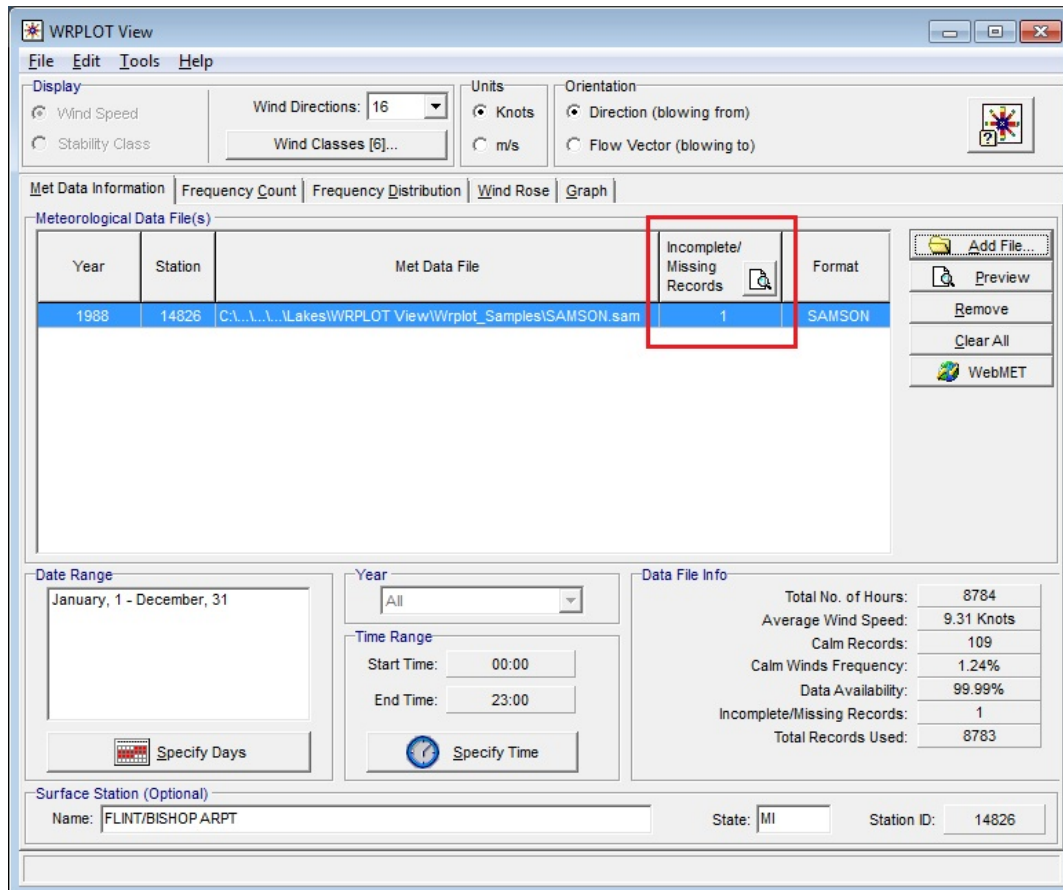 WRPLOT View
File Edit Tools Help
Display
Wind Speed
Stability Class
Wind Directions: 16
Wind Classes [6]...
Units
Knots
m/s
Orientation
Direction (blowing from)
Flow Vector (blowing to)
?
Met Data Information Frequency Count Frequency Distribution Wind Rose Graph
Meteorological Data File(s)
Year Station Met Data File Incomplete/ Missing Records Format
1988 14826 C:\...\...\...\Lakes\WRPLOT View\Wrplot_Samples\SAMSON.sam 1 SAMSON
Add File...
Preview
Remove
Clear All
WebMET
Date Range
January, 1 - December, 31
Specify Days
Year
All
Time Range
Start Time: 00:00
End Time: 23:00
Specify Time
Data File Info
Total No. of Hours: 8784
Average Wind Speed: 9.31 Knots
Calm Records: 109
Calm Winds Frequency: 1.24%
Data Availability: 99.99%
Incomplete/Missing Records: 1
Total Records Used: 8783
Surface Station (Optional)
Name: FLINT/BISHOP ARPT State: MI Station ID: 14826